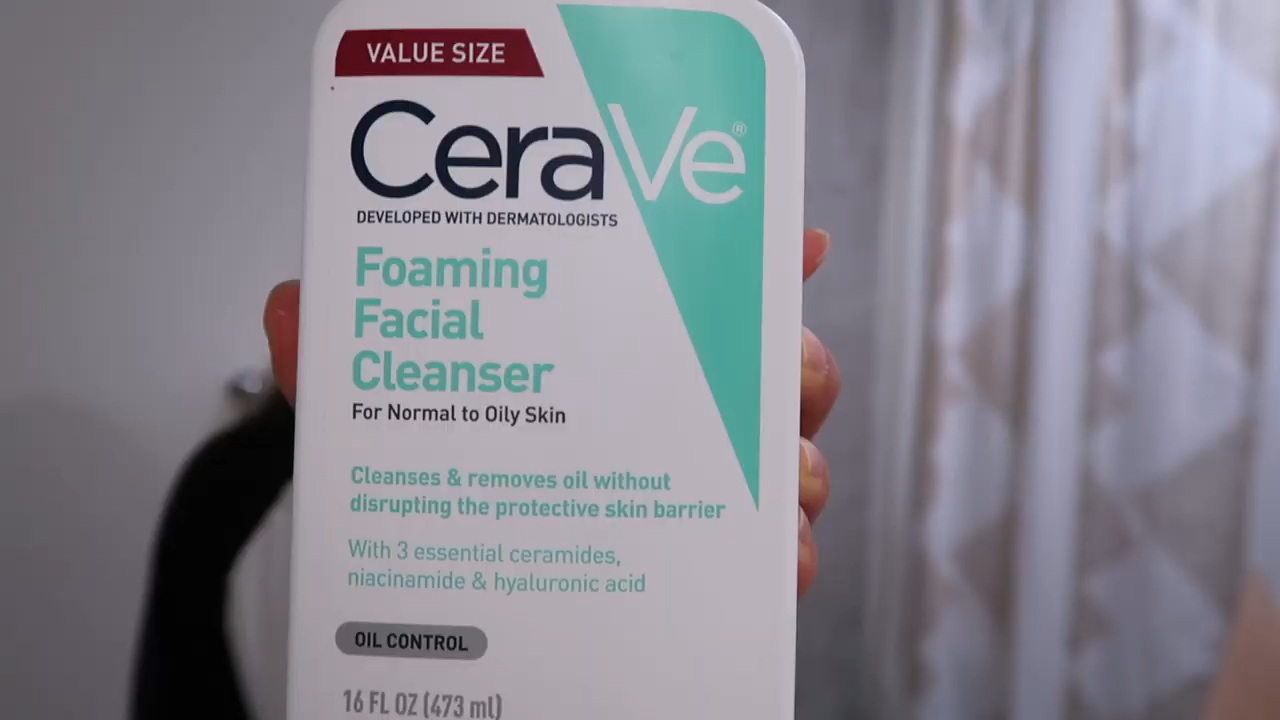 VALUE SIZE
CeraVe®
DEVELOPED WITH DERMATOLOGISTS
Foaming
Facial
Cleanser
For Normal to Oily Skin
Cleanses & removes oil without
disrupting the protective skin barrier
With 3 essential ceramides,
niacinamide & hyaluronic acid
OIL CONTROL
16 FL OZ (473 ml)